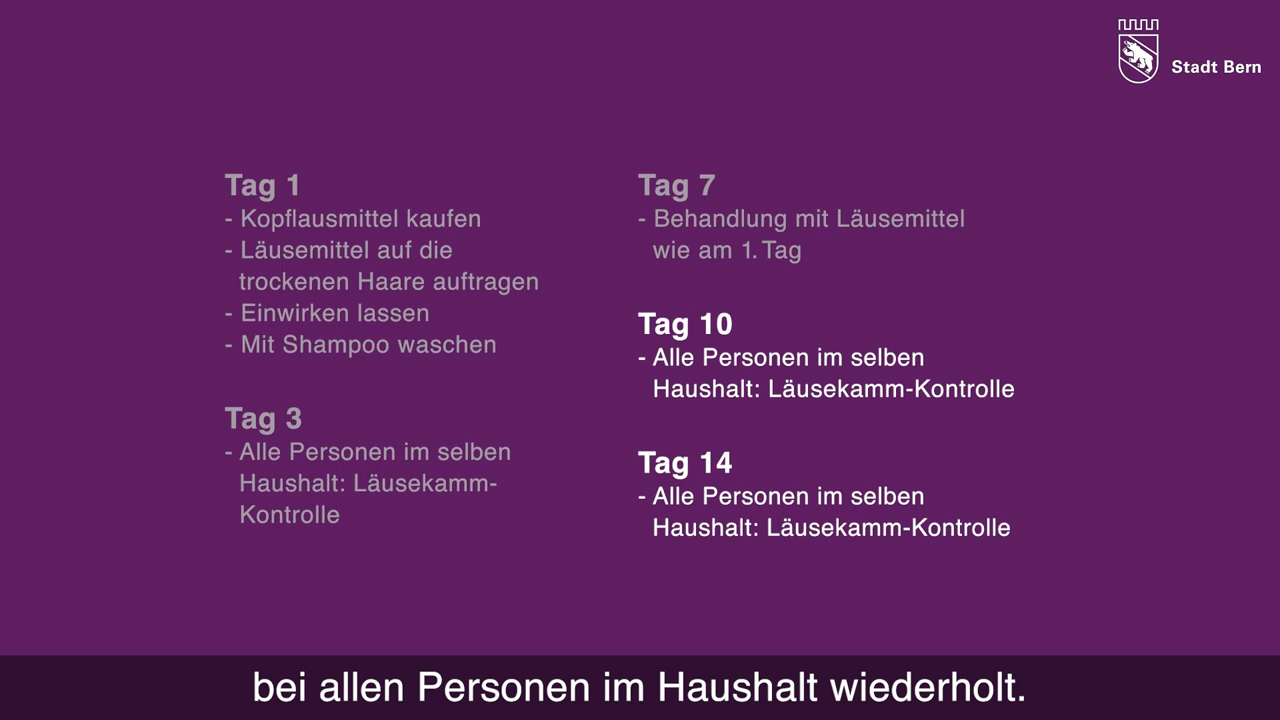 Stadt Bern
Tag 1
- Kopflausmittel kaufen
- Läusemittel auf die
trockenen Haare auftragen
- Einwirken lassen
- Mit Shampoo waschen
Tag 3
- Alle Personen im selben
Haushalt: Läusekamm-
Kontrolle
Tag 7
- Behandlung mit Läusemittel
wie am 1. Tag
Tag 10
- Alle Personen im selben
Haushalt: Läusekamm-Kontrolle
Tag 14
- Alle Personen im selben
Haushalt: Läusekamm-Kontrolle
bei allen Personen im Haushalt wiederholt.